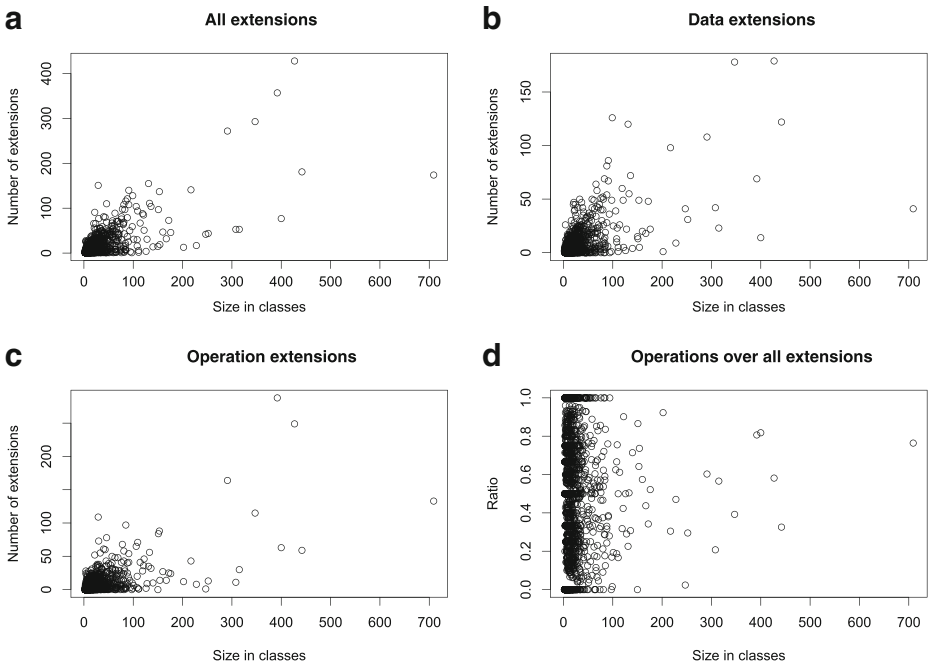 a
All extensions
Number of extensions
0 100 200 300 400
0 100 200 300 400 500 600 700
Size in classes
b
Data extensions
Number of extensions
0 50 100 150
0 100 200 300 400 500 600 700
Size in classes
c
Operation extensions
Number of extensions
0 50 100 200
0 100 200 300 400 500 600 700
Size in classes
d
Operations over all extensions
Ratio
0.0 0.2 0.4 0.6 0.8 1.0
0 100 200 300 400 500 600 700
Size in classes